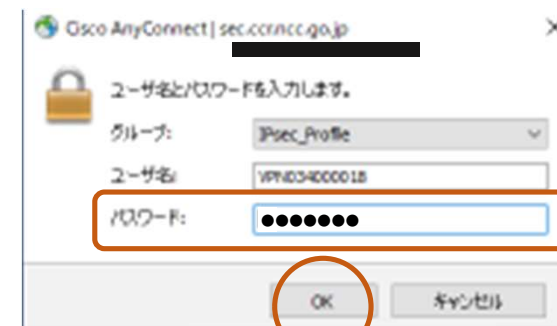 Cisco AnyConnect | sec.ccr.ncc.go.jp
ユーザ名とパスワードを入力します。
グループ: IPsec_Profile
ユーザ名: VPN034000018
パスワード: ●●●●●●●
OK キャンセル